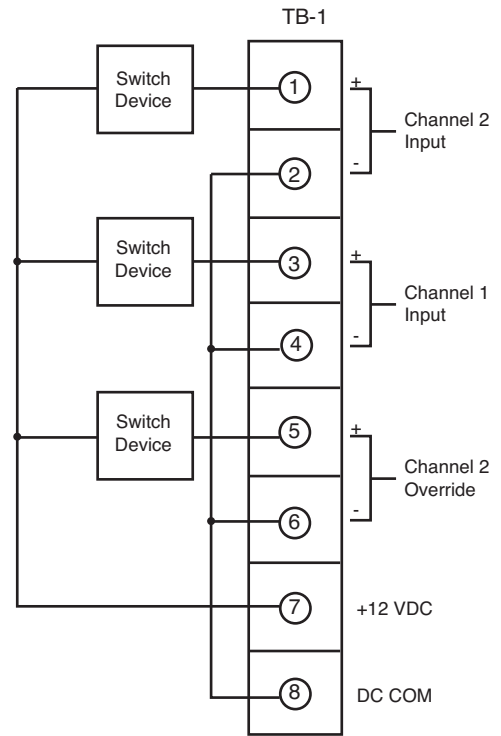 TB-1
Switch
Device
1
+
Channel 2
Input
-
2
Switch
Device
3
+
Channel 1
Input
-
4
Switch
Device
5
+
Channel 2
Override
-
6
7
+12 VDC
8
DC COM